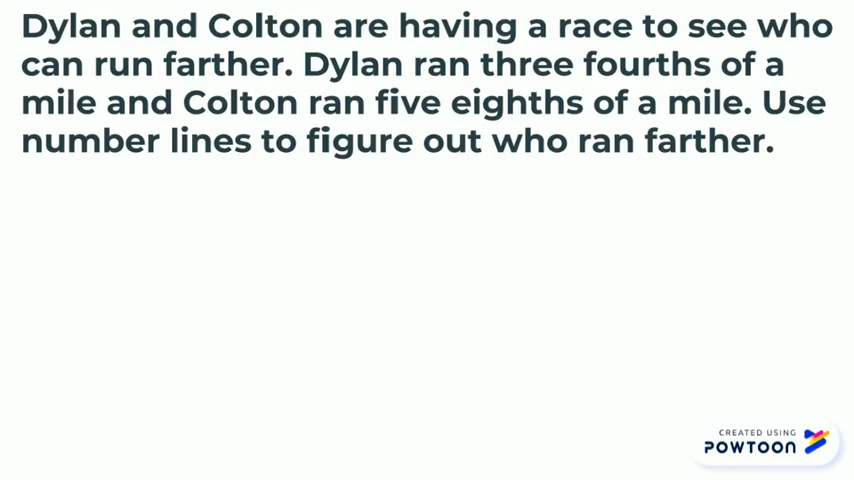 Dylan and Colton are having a race to see who
can run farther. Dylan ran three fourths of a
mile and Colton ran five eighths of a mile. Use
number lines to figure out who ran farther.
CREATED USING
POWTOON